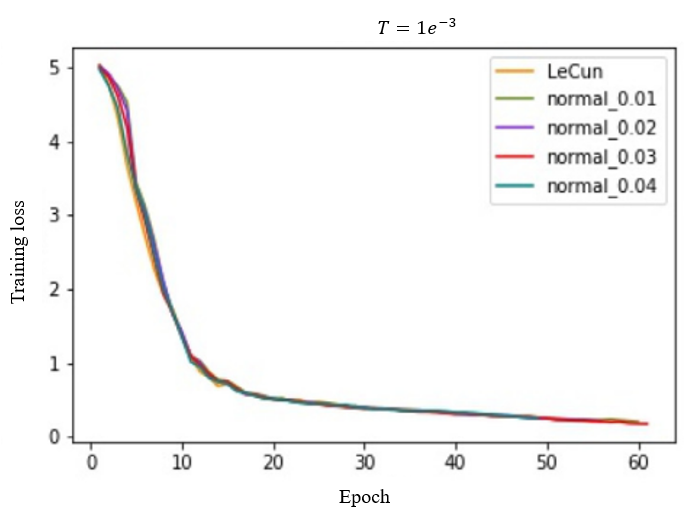 T = 1e⁻³
LeCun
normal_0.01
normal_0.02
normal_0.03
normal_0.04
5
4
3
2
1
0
Training loss
0 10 20 30 40 50 60
Epoch